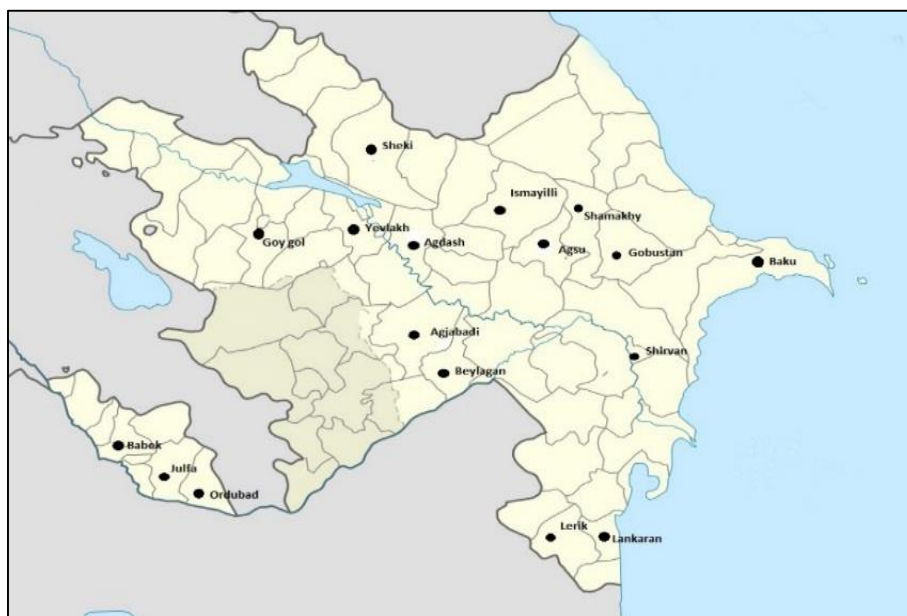 Sheki
Ismayilli
Shamakhy
Goy gol
Yevlakh
Agdash
Agsu
Gobustan
Baku
Agjabadi
Shirvan
Beylagan
Babek
Julfa
Ordubad
Lerik
Lankaran